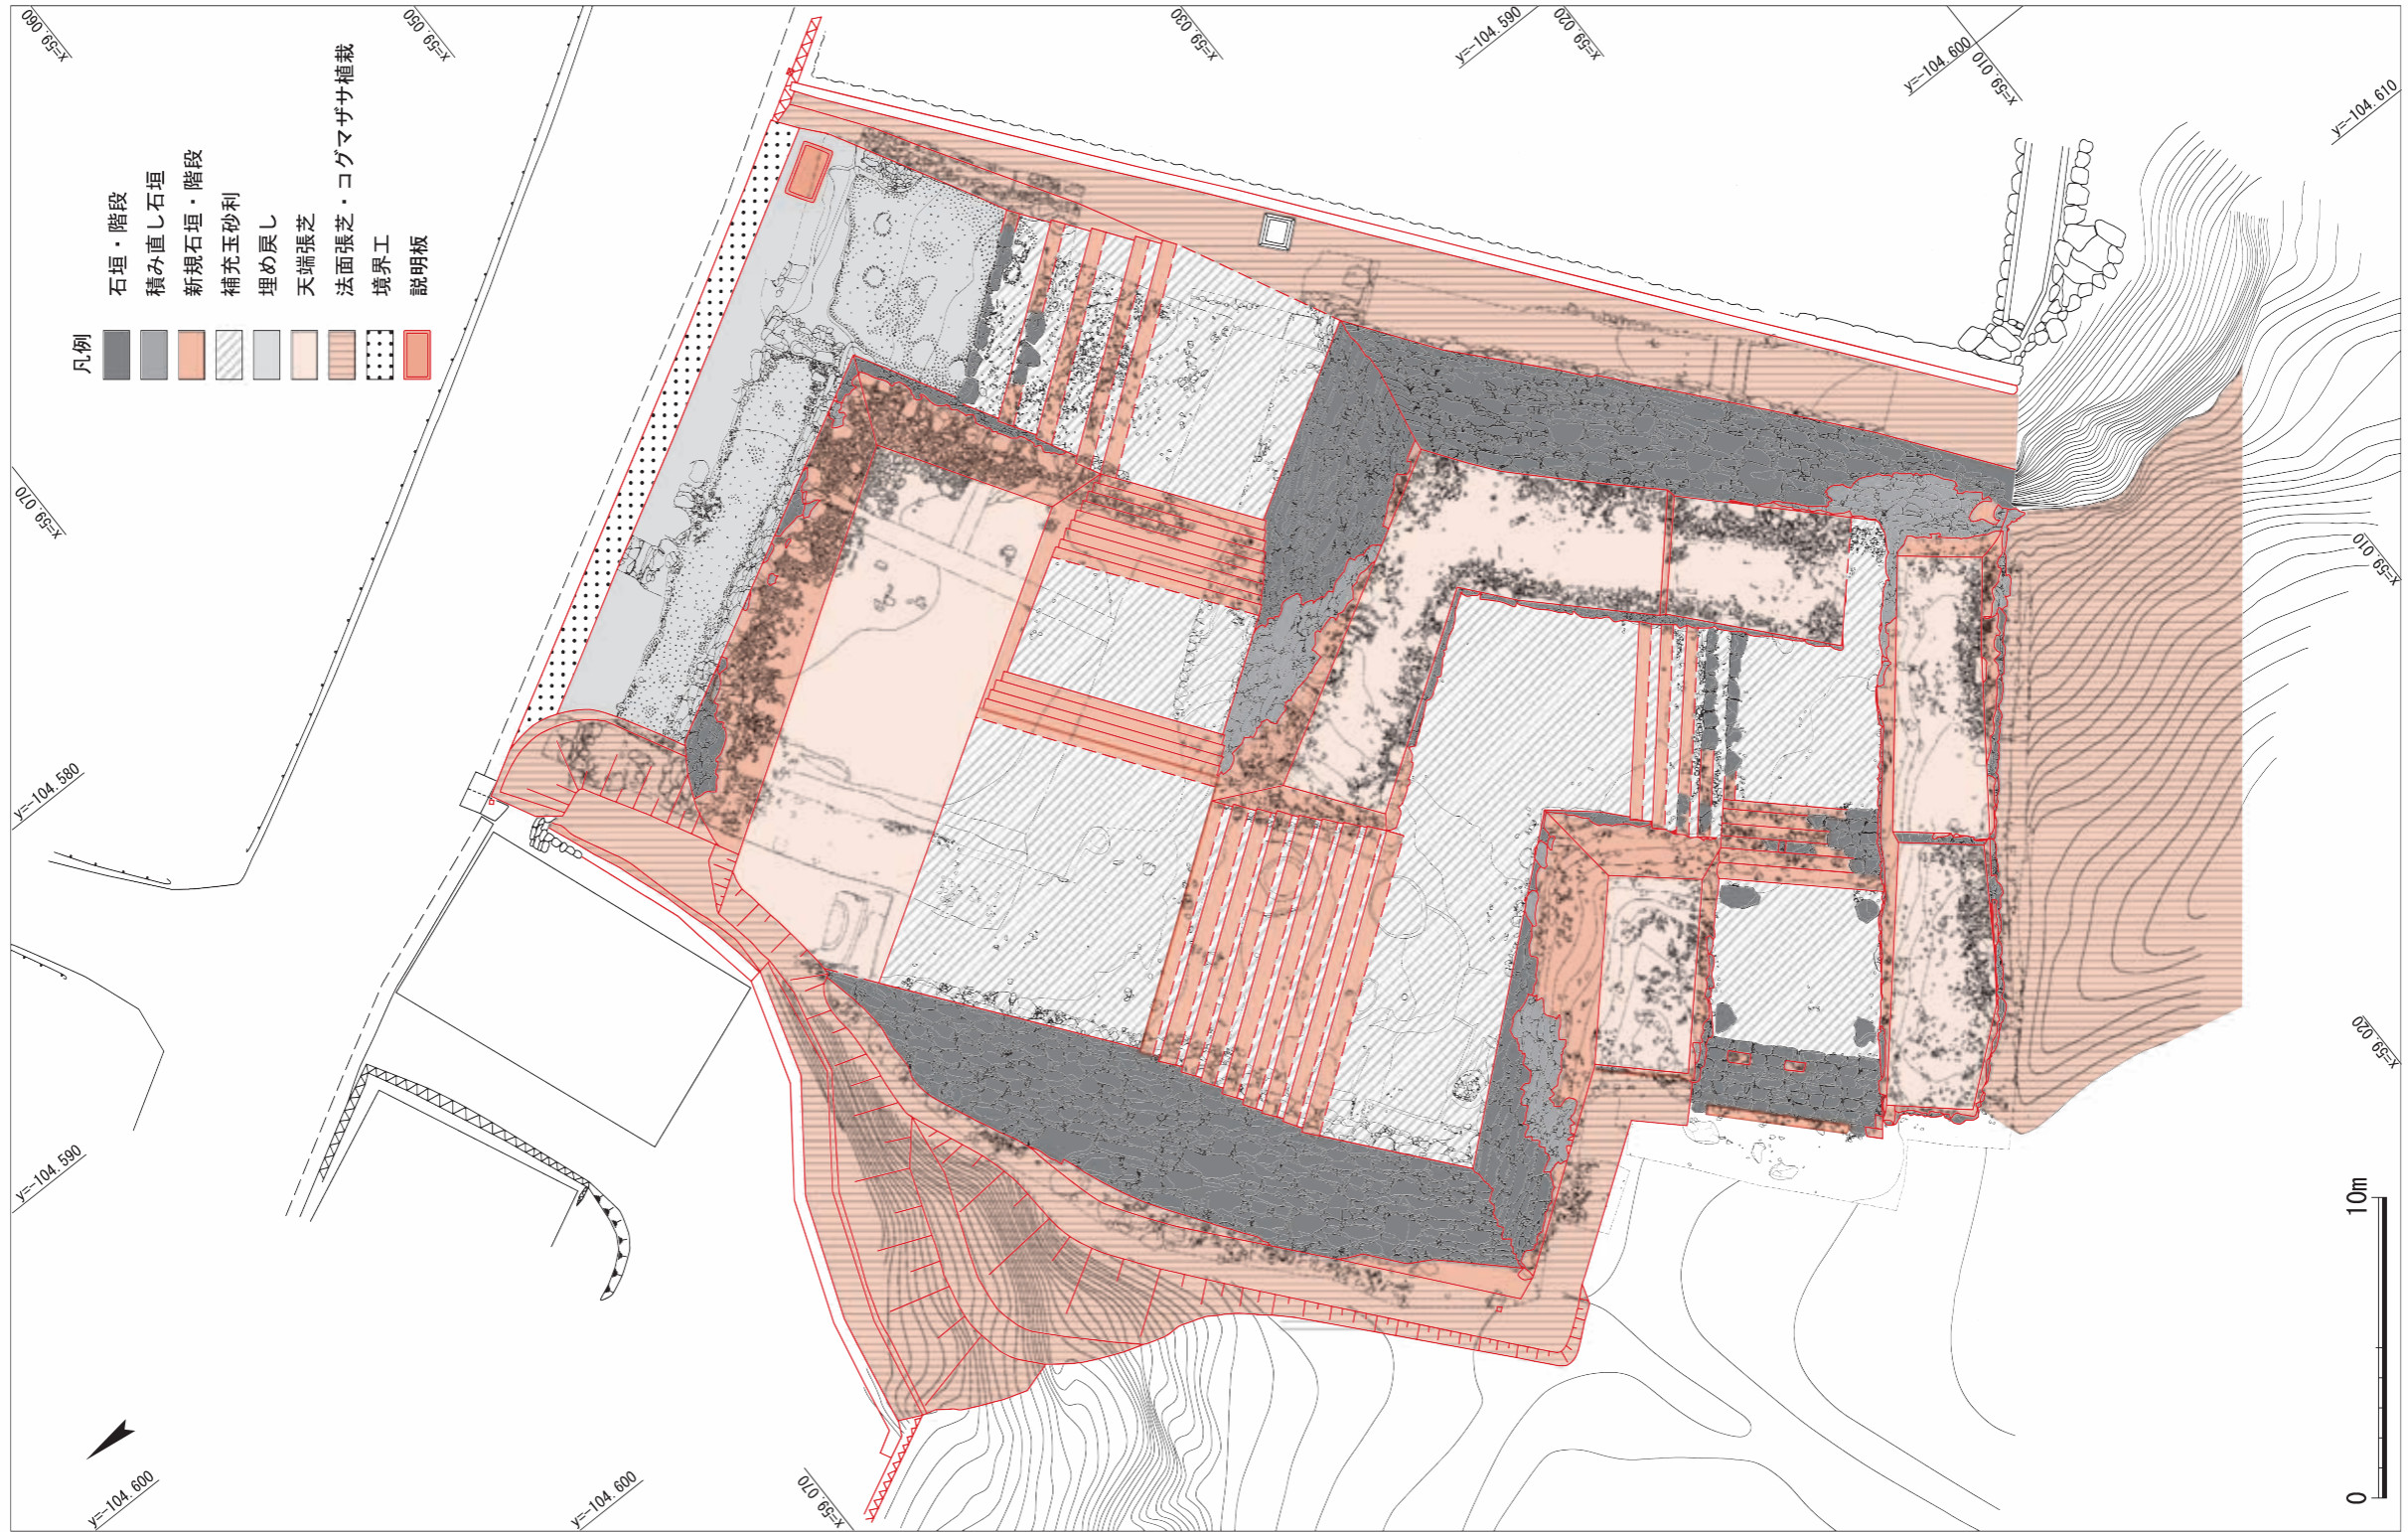 凡例
石垣・階段
積み直し石垣
新規石垣・階段
補充玉砂利
埋め戻し
天端張芝
法面張芝・コグマザサ植栽
境界工
説明板
x=59.060
x=59.050
x=59.030
y=-104.590
x=59.020
y=-104.600
x=59.010
y=-104.610
x=59.070
x=59.010
y=-104.580
x=59.020
y=-104.590
y=-104.600
y=-104.600
x=59.070
0
10m